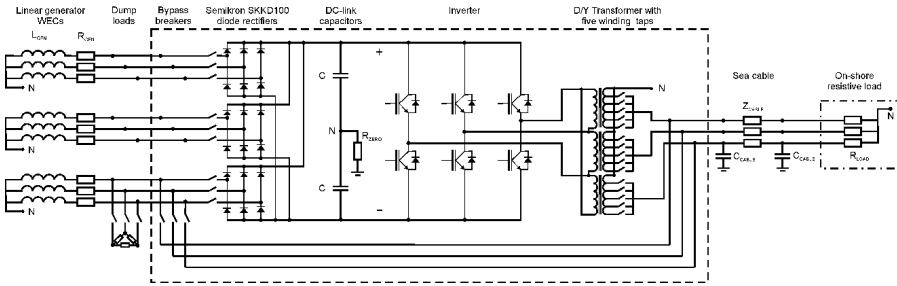 Linear generator
WECs
Dump
loads
Bypass
breakers
Semikron SKKD100
diode rectifiers
DC-link
capacitors
Inverter
D/Y Transformer with
five winding taps
Sea cable
On-shore
resistive load
L_GEN
R_GEN
N
N
N
C
+
N
R_ZERO
C
−
N
Z_CABLE
C_CABLE
C_CABLE
R_LOAD
N